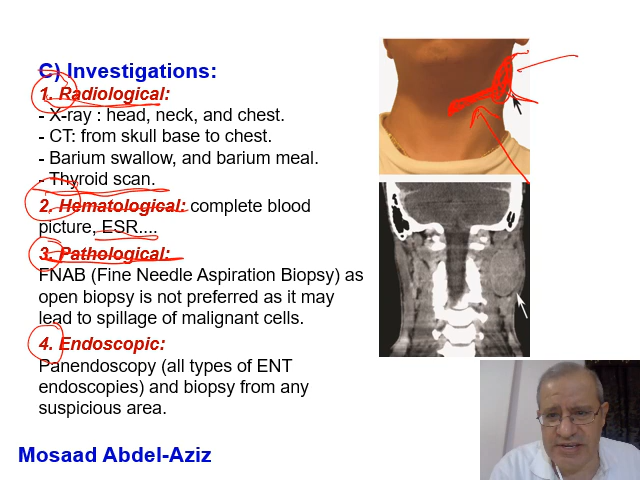 C) Investigations:
1. Radiological:
- X-ray : head, neck, and chest.
- CT: from skull base to chest.
- Barium swallow, and barium meal.
- Thyroid scan.
2. Hematological: complete blood
picture, ESR....
3. Pathological:
FNAB (Fine Needle Aspiration Biopsy) as
open biopsy is not preferred as it may
lead to spillage of malignant cells.
4. Endoscopic:
Panendoscopy (all types of ENT
endoscopies) and biopsy from any
suspicious area.
Mosaad Abdel-Aziz